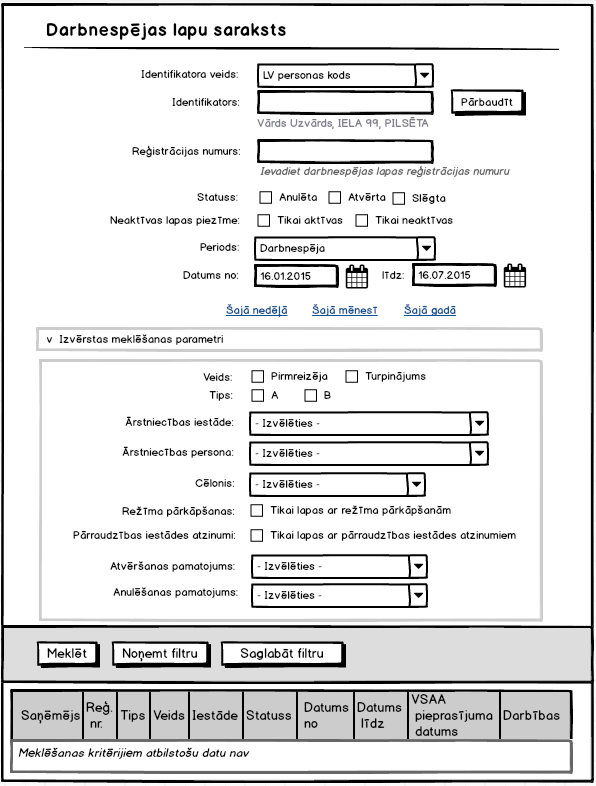 Darbnespējas lapu saraksts
Identifikatora veids: LV personas kods
Identifikators: Pārbaudīt
Vārds Uzvārds, IELA 99, PILSĒTA
Reģistrācijas numurs:
Ievadiet darbnespējas lapas reģistrācijas numuru
Statuss: Anulēta Atvērta Slēgta
Neaktīvas lapas piezīme: Tikai aktīvas Tikai neaktīvas
Periods: Darbnespēja
Datums no: 16.01.2015 līdz: 16.07.2015
Šajā nedēļā Šajā mēnesī Šajā gadā
v Izvērstas meklēšanas parametri
Veids: Pirmreizēja Turpinājums
Tips: A B
Ārstniecības iestāde: - Izvēlēties -
Ārstniecības persona: - Izvēlēties -
Cēlonis: - Izvēlēties -
Režīma pārkāpšanas: Tikai lapas ar režīma pārkāpšanām
Pārraudzības iestādes atzinumi: Tikai lapas ar pārraudzības iestādes atzinumiem
Atvēršanas pamatojums: - Izvēlēties -
Anulēšanas pamatojums: - Izvēlēties -
Meklēt Noņemt filtru Saglabāt filtru
Saņēmējs Reģ. nr. Tips Veids Iestāde Statuss Datums no Datums līdz VSAA pieprasījuma datums Darbības
Meklēšanas kritērijiem atbilstošu datu nav